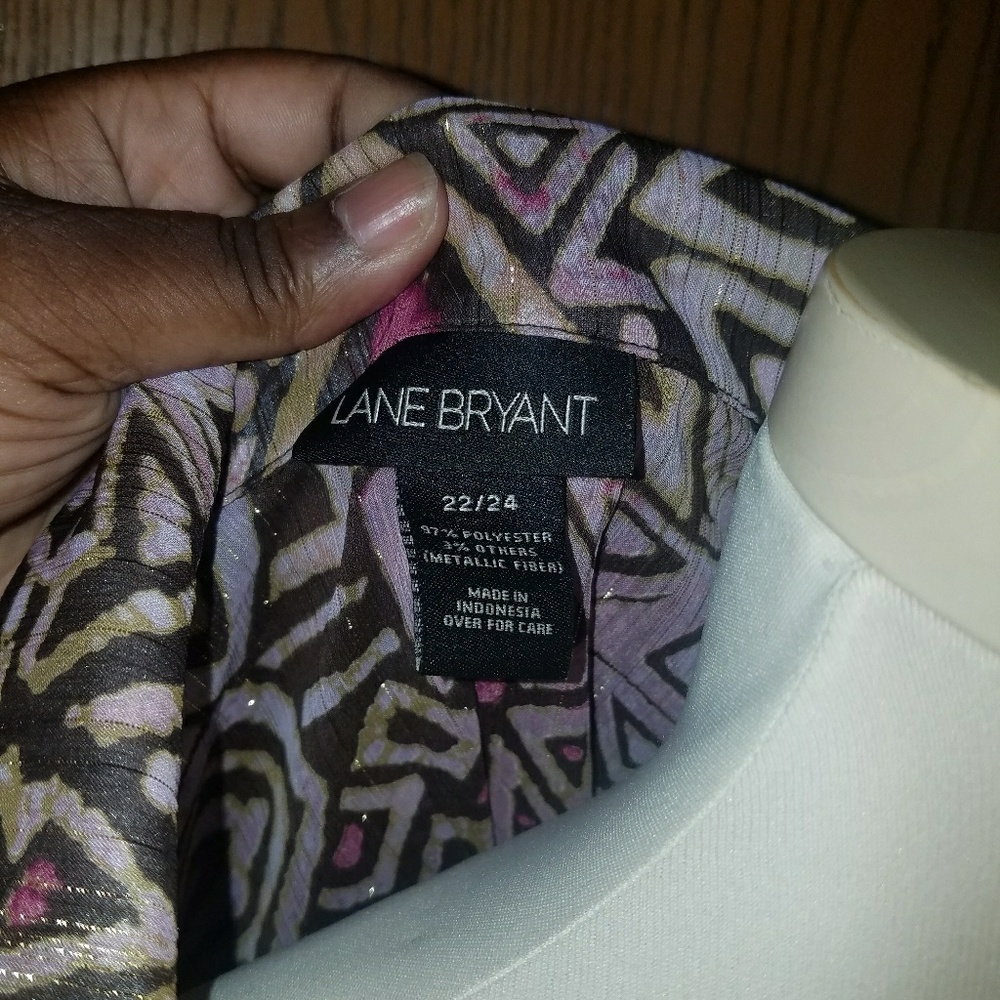 LANE BRYANT
22/24
97% POLYESTER
3% OTHERS
(METALLIC FIBER)
MADE IN
INDONESIA
OVER FOR CARE